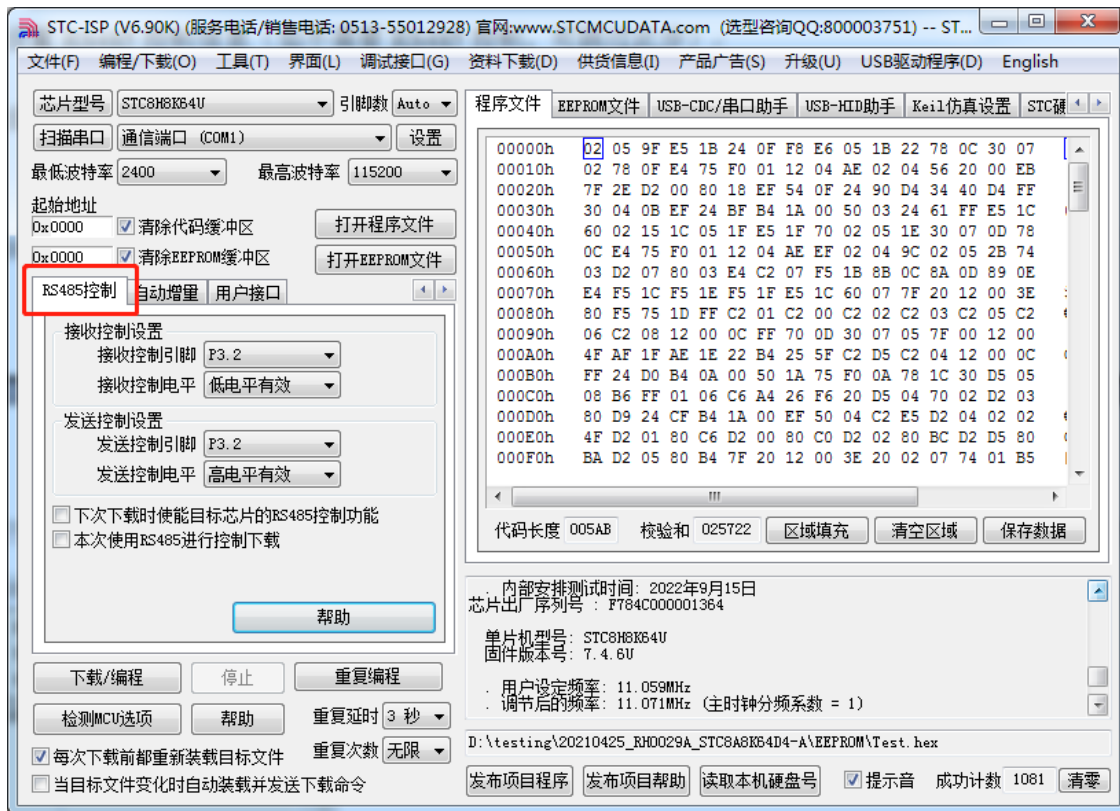 STC-ISP (V6.90K) (服务电话/销售电话: 0513-55012928) 官网:www.STCMCUDATA.com (选型咨询QQ:800003751) -- ST...
文件(F) 编程/下载(O) 工具(T) 界面(L) 调试接口(G) 资料下载(D) 供货信息(I) 产品广告(S) 升级(U) USB驱动程序(D) English
芯片型号 STC8H8K64U 引脚数 Auto
扫描串口 通信端口 (COM1) 设置
最低波特率 2400 最高波特率 115200
起始地址
0x0000 清除代码缓冲区 打开程序文件
0x0000 清除EEPROM缓冲区 打开EEPROM文件
RS485控制 自动增量 用户接口
接收控制设置
接收控制引脚 P3.2
接收控制电平 低电平有效
发送控制设置
发送控制引脚 P3.2
发送控制电平 高电平有效
下次下载时使能目标芯片的RS485控制功能
本次使用RS485进行控制下载
帮助
下载/编程 停止 重复编程
检测MCU选项 帮助 重复延时 3 秒
每次下载前都重新装载目标文件 重复次数 无限
当目标文件变化时自动装载并发送下载命令
程序文件 EEPROM文件 USB-CDC/串口助手 USB-HID助手 Keil仿真设置 STC硬
00000h 02 05 9F E5 1B 24 0F F8 E6 05 1B 22 78 0C 30 07
00010h 02 78 0F E4 75 F0 01 12 04 AE 02 04 56 20 00 EB
00020h 7F 2E D2 00 80 18 EF 54 0F 24 90 D4 34 40 D4 FF
00030h 30 04 0B EF 24 BF B4 1A 00 50 03 24 61 FF E5 1C
00040h 60 02 15 1C 05 1F E5 1F 70 02 05 1E 30 07 0D 78
00050h 0C E4 75 F0 01 12 04 AE EF 02 04 9C 02 05 2B 74
00060h 03 D2 07 80 03 E4 C2 07 F5 1B 8B 0C 8A 0D 89 0E
00070h E4 F5 1C F5 1E F5 1F E5 1C 60 07 7F 20 12 00 3E
00080h 80 F5 75 1D FF C2 01 C2 00 C2 02 C2 03 C2 05 C2
00090h 06 C2 08 12 00 0C FF 70 0D 30 07 05 7F 00 12 00
000A0h 4F AF 1F AE 1E 22 B4 25 5F C2 D5 C2 04 12 00 0C
000B0h FF 24 D0 B4 0A 00 50 1A 75 F0 0A 78 1C 30 D5 05
000C0h 08 B6 FF 01 06 C6 A4 26 F6 20 D5 04 70 02 D2 03
000D0h 80 D9 24 CF B4 1A 00 EF 50 04 C2 E5 D2 04 02 02
000E0h 4F D2 01 80 C6 D2 00 80 C0 D2 02 80 BC D2 D5 80
000F0h BA D2 05 80 B4 7F 20 12 00 3E 20 02 07 74 01 B5
代码长度 005AB 校验和 025722 区域填充 清空区域 保存数据
. 内部安排测试时间: 2022年9月15日
芯片出厂序列号 : F784C000001364
单片机型号: STC8H8K64U
固件版本号: 7.4.6U
. 用户设定频率: 11.059MHz
. 调节后的频率: 11.071MHz (主时钟分频系数 = 1)
D:\testing\20210425_RH0029A_STC8A8K64D4-A\EEPROM\Test.hex
发布项目程序 发布项目帮助 读取本机硬盘号 提示音 成功计数 1081 清零